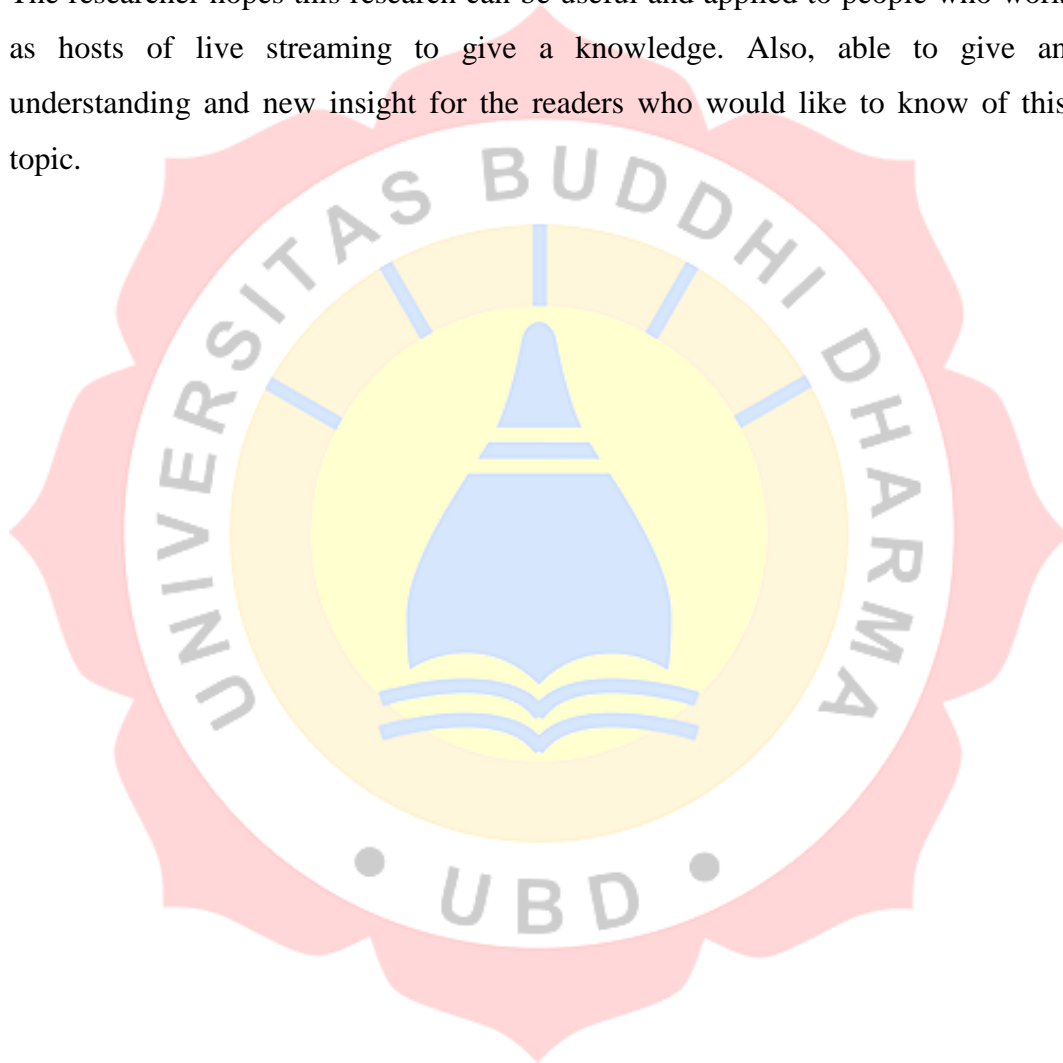 The researcher hopes this research can be useful and applied to people who work
as hosts of live streaming to give a knowledge. Also, able to give an
understanding and new insight for the readers who would like to know of this
topic.
UNIVERSITAS BUDDHI DHARMA
• UBD •